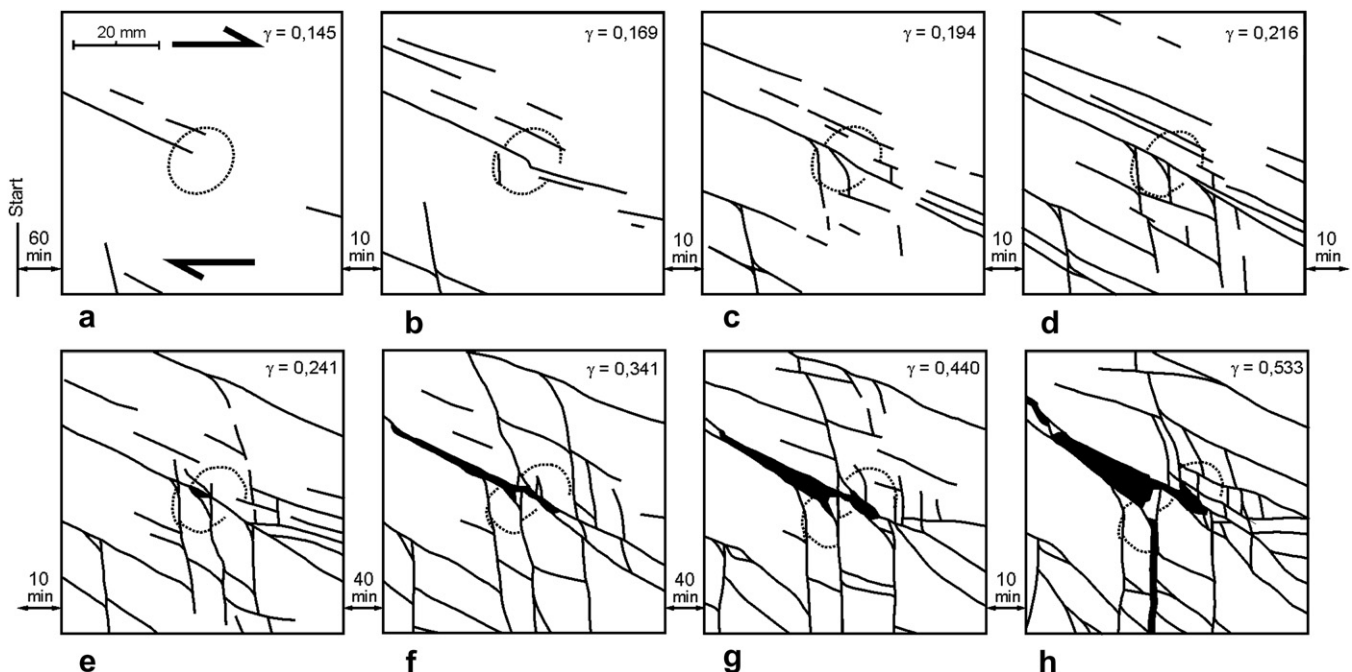 20 mm
γ = 0,145
γ = 0,169
γ = 0,194
γ = 0,216
Start
60 min
10 min
10 min
10 min
10 min
a
b
c
d
γ = 0,241
γ = 0,341
γ = 0,440
γ = 0,533
10 min
40 min
40 min
10 min
e
f
g
h